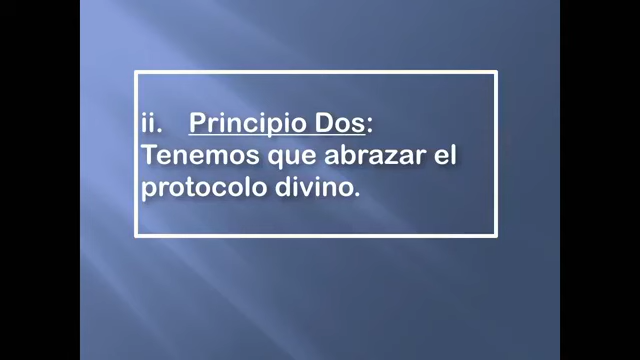 ii. Principio Dos:
Tenemos que abrazar el
protocolo divino.